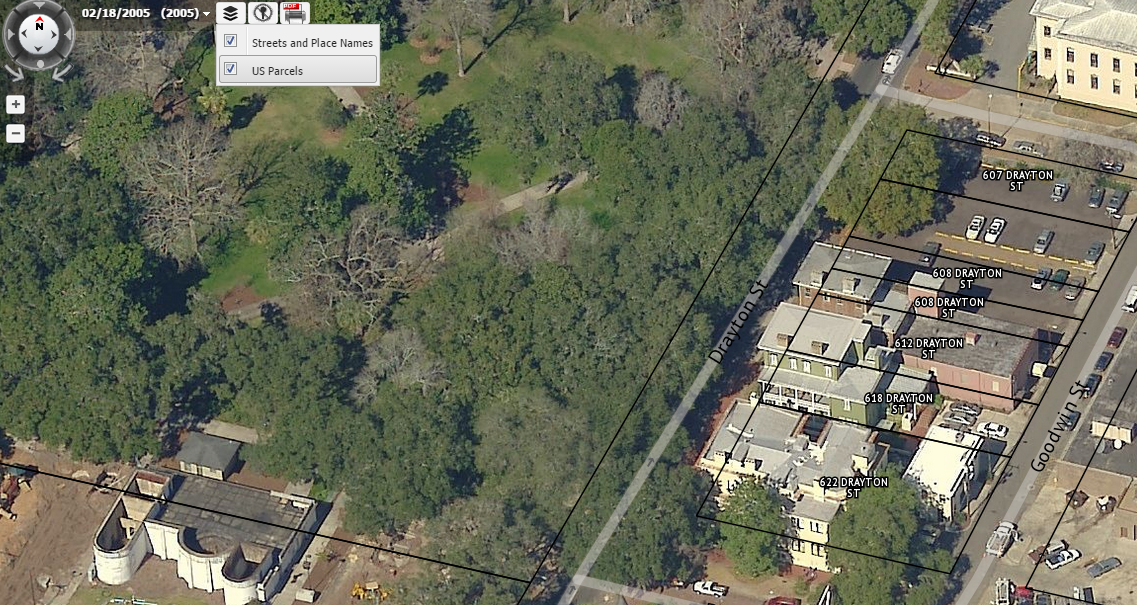 02/18/2005 (2005)
PDF
N
Streets and Place Names
US Parcels
607 DRAYTON
ST
608 DRAYTON
ST
608 DRAYTON
ST
Drayton St
612 DRAYTON
ST
618 DRAYTON
ST
Goodwin St
622 DRAYTON
ST